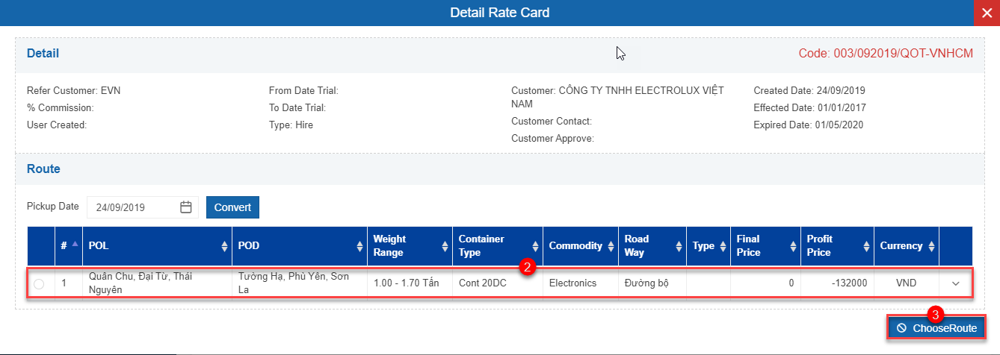 Detail Rate Card
Detail
Code: 003/092019/QOT-VNHCM
Refer Customer: EVN
% Commission:
User Created:
From Date Trial:
To Date Trial:
Type: Hire
Customer: CÔNG TY TNHH ELECTROLUX VIỆT
NAM
Customer Contact:
Customer Approve:
Created Date: 24/09/2019
Effected Date: 01/01/2017
Expired Date: 01/05/2020
Route
Pickup Date
24/09/2019
Convert
#
POL
POD
Weight
Range
Container
Type
Commodity
Road
Way
Type
Final
Price
Profit
Price
Currency
2
1
Quân Chu, Đại Từ, Thái
Nguyên
Tường Hạ, Phù Yên, Sơn
La
1.00 - 1.70 Tấn
Cont 20DC
Electronics
Đường bộ
0
-132000
VND
3
ChooseRoute